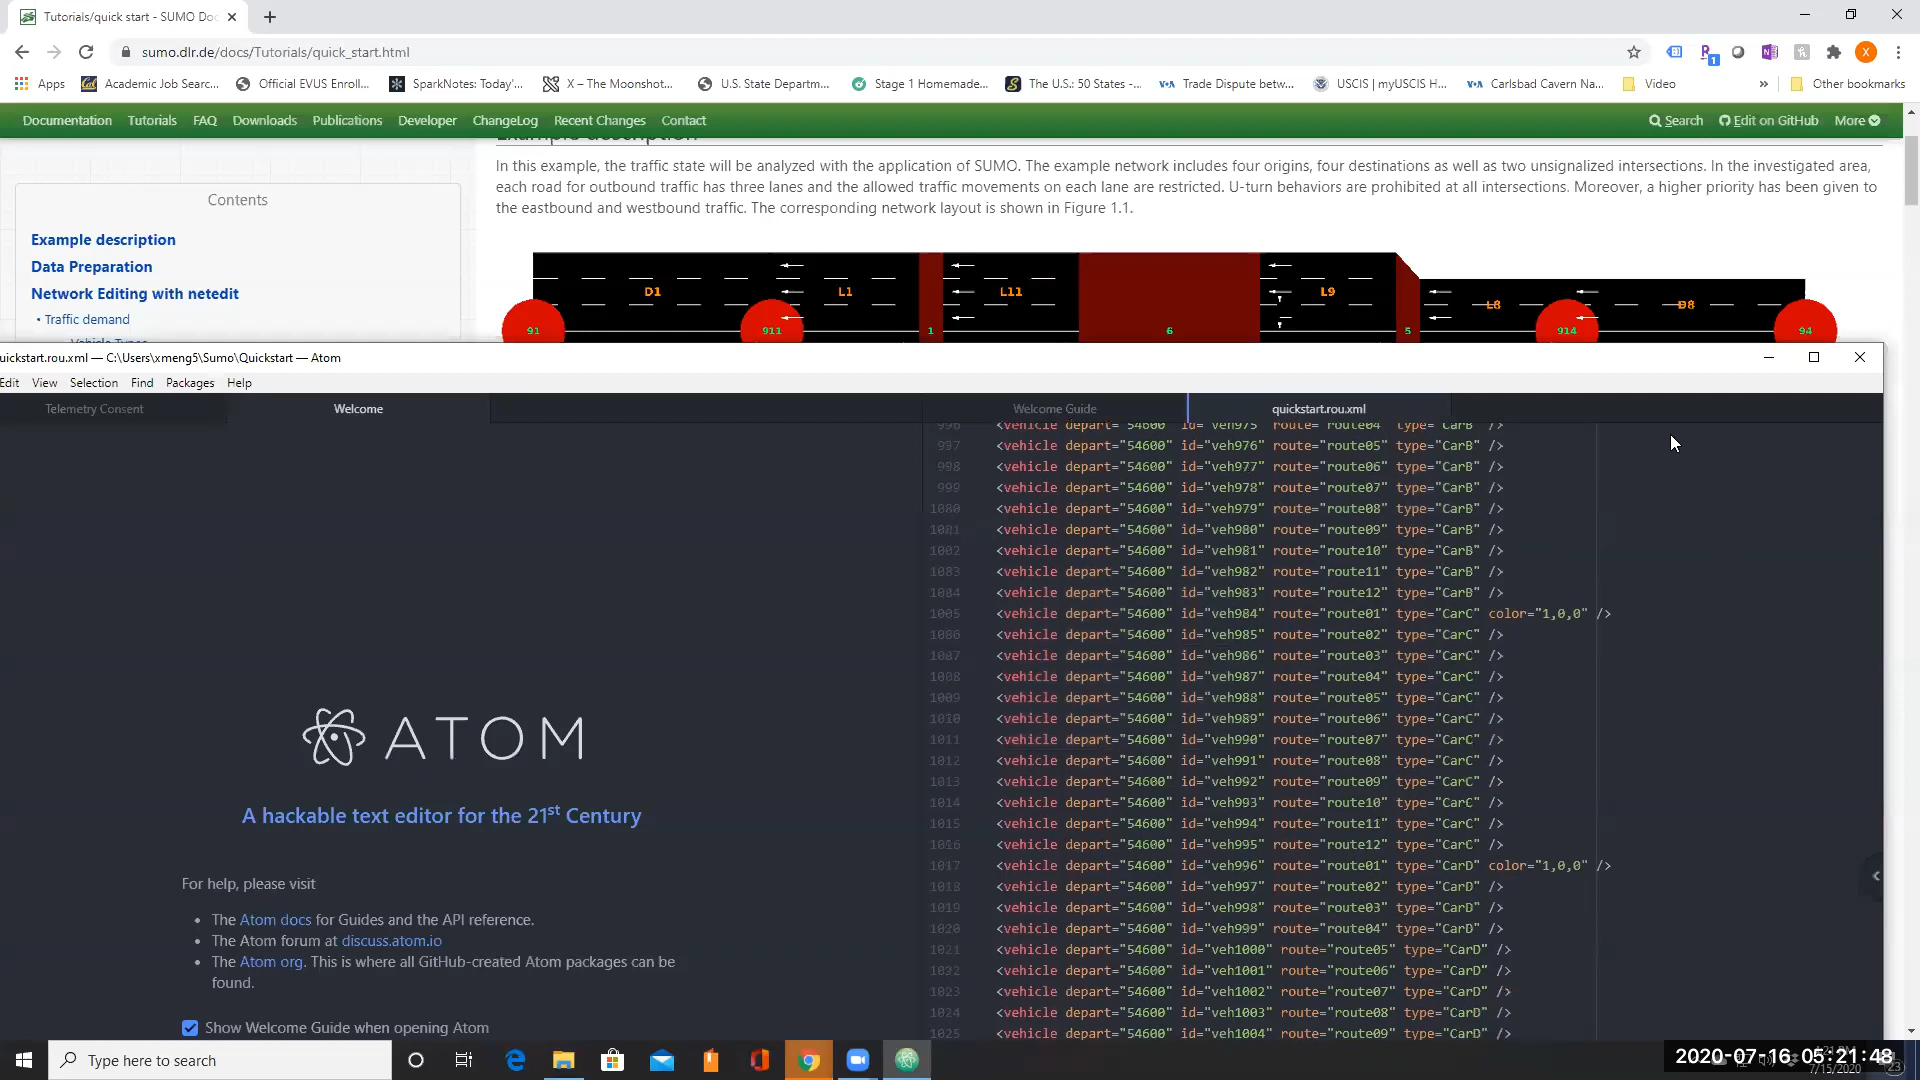 Tutorials/quick start - SUMO Doc
sumo.dlr.de/docs/Tutorials/quick_start.html
Apps
Academic Job Searc...
Official EVUS Enroll...
SparkNotes: Today'...
X – The Moonshot...
U.S. State Departm...
Stage 1 Homemade...
The U.S.: 50 States -...
Trade Dispute betw...
USCIS | myUSCIS H...
Carlsbad Cavern Na...
Video
Other bookmarks
Documentation Tutorials FAQ Downloads Publications Developer ChangeLog Recent Changes Contact
Search Edit on GitHub More
Example description
In this example, the traffic state will be analyzed with the application of SUMO. The example network includes four origins, four destinations as well as two unsignalized intersections. In the investigated area,
each road for outbound traffic has three lanes and the allowed traffic movements on each lane are restricted. U-turn behaviors are prohibited at all intersections. Moreover, a higher priority has been given to
the eastbound and westbound traffic. The corresponding network layout is shown in Figure 1.1.
Contents
Example description
Data Preparation
Network Editing with netedit
• Traffic demand
Vehicle Types
D1 L1 L11 L9 L8 D8
91 911 1 6 5 914 94
uickstart.rou.xml — C:\Users\xmeng5\Sumo\Quickstart — Atom
Edit View Selection Find Packages Help
Telemetry Consent Welcome Welcome Guide quickstart.rou.xml
996 <vehicle depart="54600" id="veh975" route="route04" type="CarB" />
997 <vehicle depart="54600" id="veh976" route="route05" type="CarB" />
998 <vehicle depart="54600" id="veh977" route="route06" type="CarB" />
999 <vehicle depart="54600" id="veh978" route="route07" type="CarB" />
<vehicle depart="54600" id="veh979" route="route08" type="CarB" />
<vehicle depart="54600" id="veh980" route="route09" type="CarB" />
1002 <vehicle depart="54600" id="veh981" route="route10" type="CarB" />
<vehicle depart="54600" id="veh982" route="route11" type="CarB" />
<vehicle depart="54600" id="veh983" route="route12" type="CarB" />
1005 <vehicle depart="54600" id="veh984" route="route01" type="CarC" color="1,0,0" />
<vehicle depart="54600" id="veh985" route="route02" type="CarC" />
<vehicle depart="54600" id="veh986" route="route03" type="CarC" />
1008 <vehicle depart="54600" id="veh987" route="route04" type="CarC" />
1009 <vehicle depart="54600" id="veh988" route="route05" type="CarC" />
1010 <vehicle depart="54600" id="veh989" route="route06" type="CarC" />
1011 <vehicle depart="54600" id="veh990" route="route07" type="CarC" />
1012 <vehicle depart="54600" id="veh991" route="route08" type="CarC" />
1013 <vehicle depart="54600" id="veh992" route="route09" type="CarC" />
1014 <vehicle depart="54600" id="veh993" route="route10" type="CarC" />
1015 <vehicle depart="54600" id="veh994" route="route11" type="CarC" />
1016 <vehicle depart="54600" id="veh995" route="route12" type="CarC" />
1017 <vehicle depart="54600" id="veh996" route="route01" type="CarD" color="1,0,0" />
1018 <vehicle depart="54600" id="veh997" route="route02" type="CarD" />
1019 <vehicle depart="54600" id="veh998" route="route03" type="CarD" />
1020 <vehicle depart="54600" id="veh999" route="route04" type="CarD" />
1021 <vehicle depart="54600" id="veh1000" route="route05" type="CarD" />
1022 <vehicle depart="54600" id="veh1001" route="route06" type="CarD" />
1023 <vehicle depart="54600" id="veh1002" route="route07" type="CarD" />
1024 <vehicle depart="54600" id="veh1003" route="route08" type="CarD" />
1025 <vehicle depart="54600" id="veh1004" route="route09" type="CarD" />
ATOM
A hackable text editor for the 21st Century
For help, please visit
• The Atom docs for Guides and the API reference.
• The Atom forum at discuss.atom.io
• The Atom org. This is where all GitHub-created Atom packages can be
found.
Show Welcome Guide when opening Atom
Type here to search
2020-07-16 05:21:48
7/15/2020
23